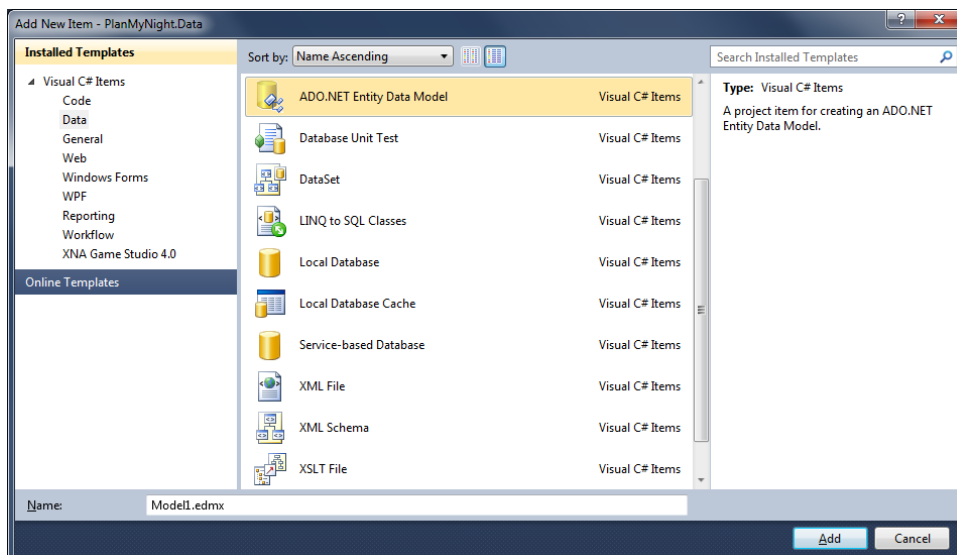 Add New Item - PlanMyNight.Data
Installed Templates
Visual C# Items
Code
Data
General
Web
Windows Forms
WPF
Reporting
Workflow
XNA Game Studio 4.0
Online Templates
Sort by: Name Ascending
ADO.NET Entity Data Model Visual C# Items
Database Unit Test Visual C# Items
DataSet Visual C# Items
LINQ to SQL Classes Visual C# Items
Local Database Visual C# Items
Local Database Cache Visual C# Items
Service-based Database Visual C# Items
XML File Visual C# Items
XML Schema Visual C# Items
XSLT File Visual C# Items
Search Installed Templates
Type: Visual C# Items
A project item for creating an ADO.NET
Entity Data Model.
Name: Model1.edmx
Add Cancel